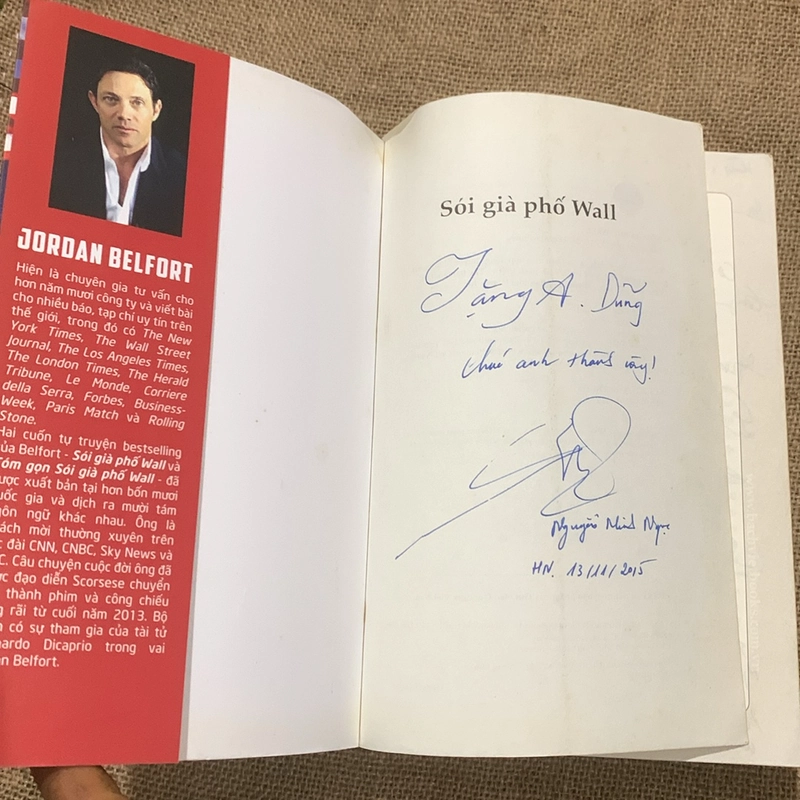 JORDAN BELFORT
Hiện là chuyên gia tư vấn cho
hơn năm mươi công ty và viết bài
cho nhiều báo, tạp chí uy tín trên
thế giới, trong đó có The New
York Times, The Wall Street
Journal, The Los Angeles Times,
The London Times, The Herald
Tribune, Le Monde, Corriere
della Serra, Forbes, Business-
Week, Paris Match và Rolling
Stone.
Hai cuốn tự truyện bestselling
của Belfort - Sói già phố Wall và
Tóm gọn Sói già phố Wall - đã
được xuất bản tại hơn bốn mươi
quốc gia và dịch ra mười tám
ngôn ngữ khác nhau. Ông là
khách mời thường xuyên trên
đài CNN, CNBC, Sky News và
C. Câu chuyện cuộc đời ông đã
đạo diễn Scorsese chuyển
thành phim và công chiếu
rãi từ cuối năm 2013. Bộ
có sự tham gia của tài tử
nardo Dicaprio trong vai
n Belfort.
Sói già phố Wall
Tặng A. Dũng
chúc anh thành công!
Nguyễn Minh Ngọc
HN. 13/11/2015